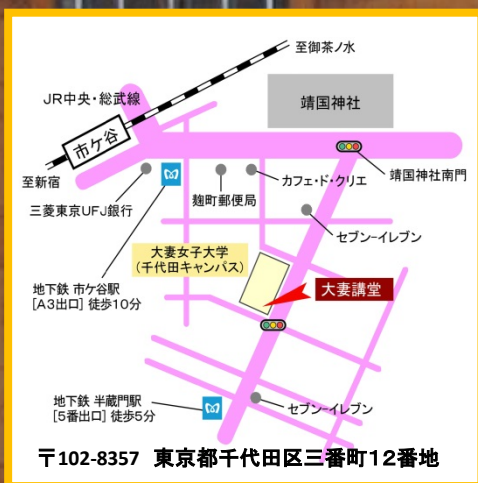 至御茶ノ水
JR中央・総武線
靖国神社
市ケ谷
至新宿
靖国神社南門
三菱東京UFJ銀行
麹町郵便局
カフェ・ド・クリエ
セブン-イレブン
大妻女子大学
(千代田キャンパス)
地下鉄 市ケ谷駅
[A3出口] 徒歩10分
大妻講堂
地下鉄 半蔵門駅
[5番出口] 徒歩5分
セブン-イレブン
〒102-8357 東京都千代田区三番町12番地